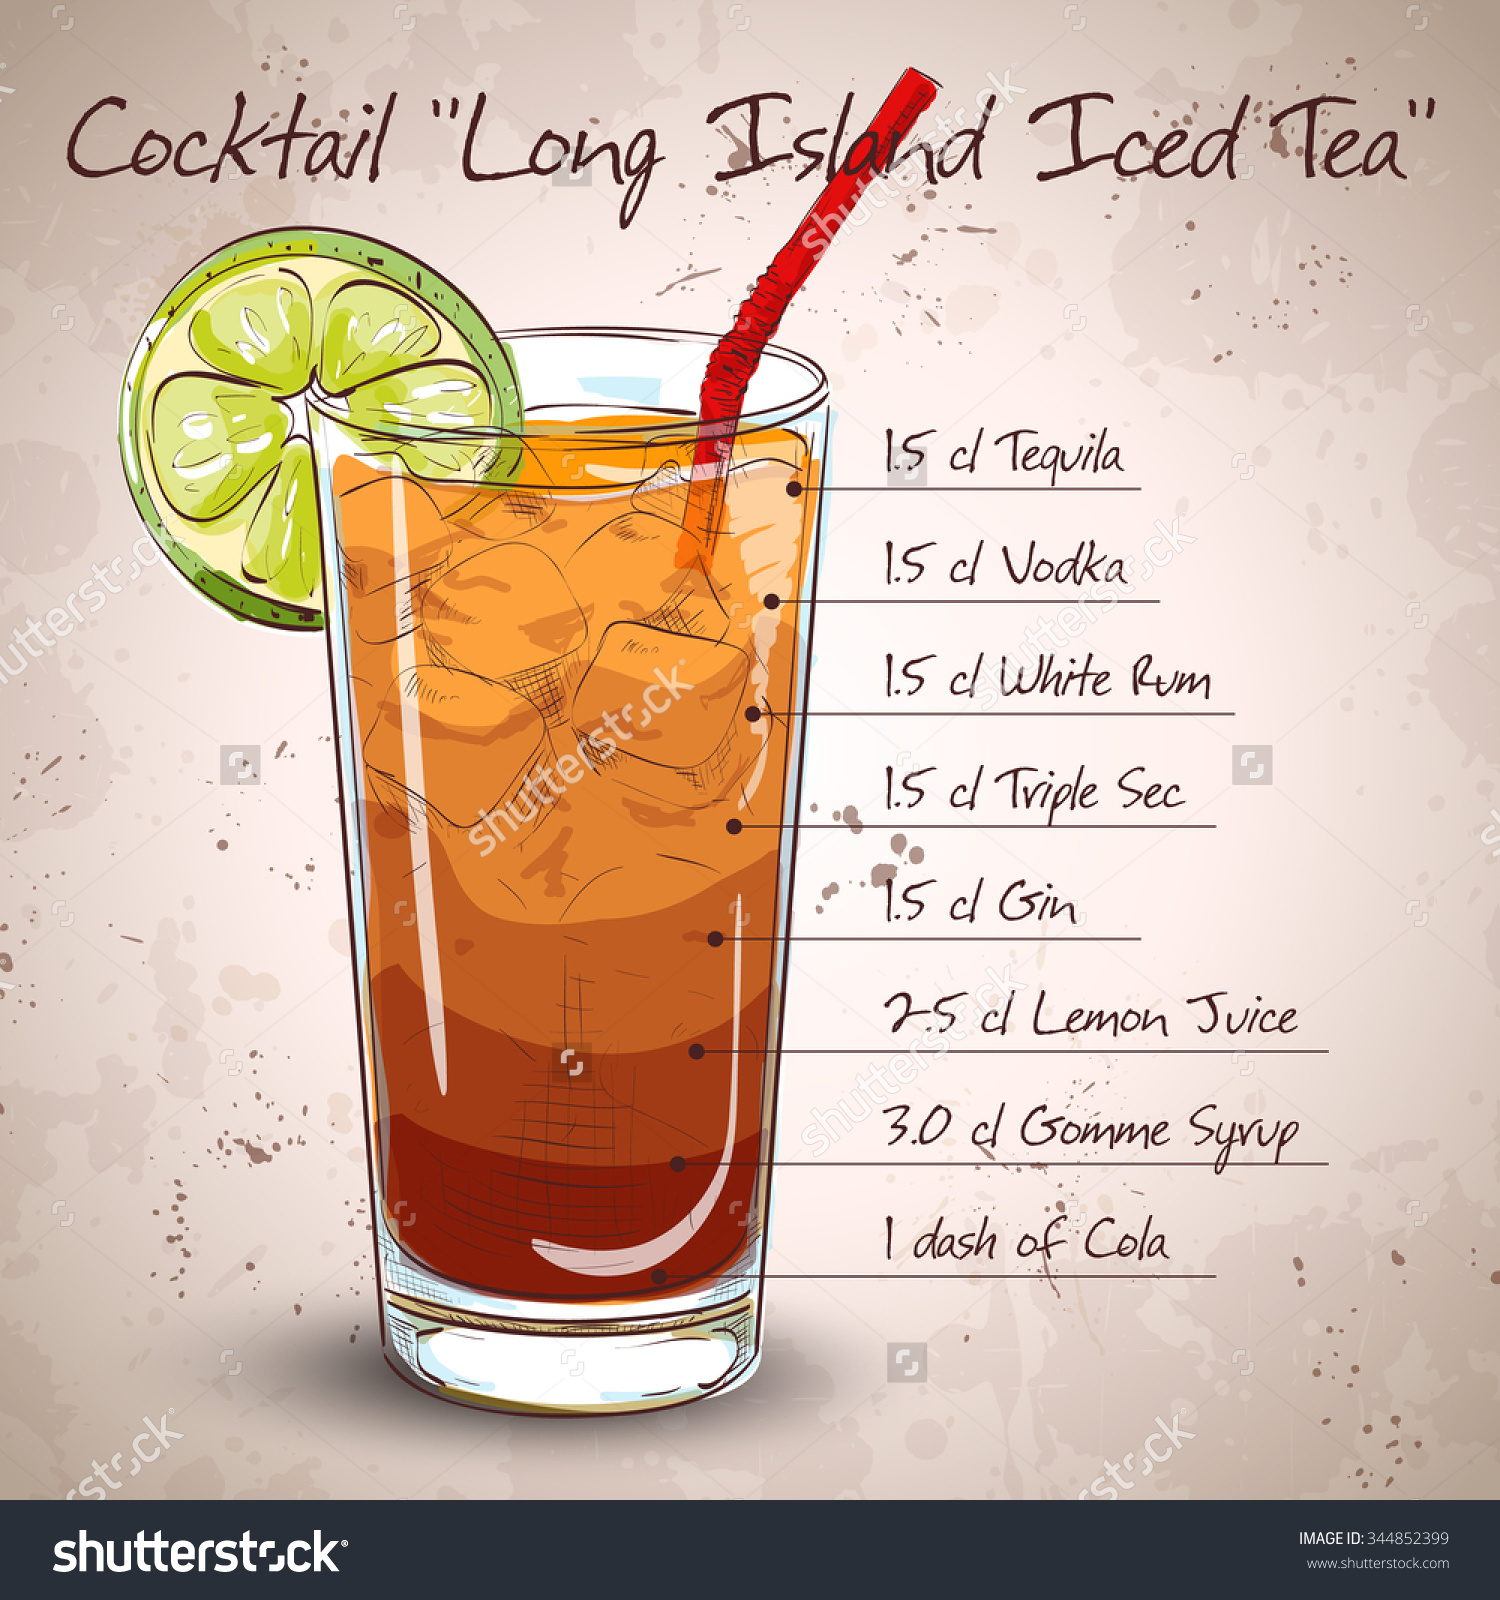 Cocktail "Long Island Iced Tea"
1.5 cl Tequila
1.5 cl Vodka
1.5 cl White Rum
1.5 cl Triple Sec
1.5 cl Gin
2.5 cl Lemon Juice
3.0 cl Gomme Syrup
1 dash of Cola
shutterstock
shutterstock
shutterstock
shutterstock
shutterstock
shutterstock
shutterstock
shutterstock
shutterstock
IMAGE ID: 344852399
www.shutterstock.com